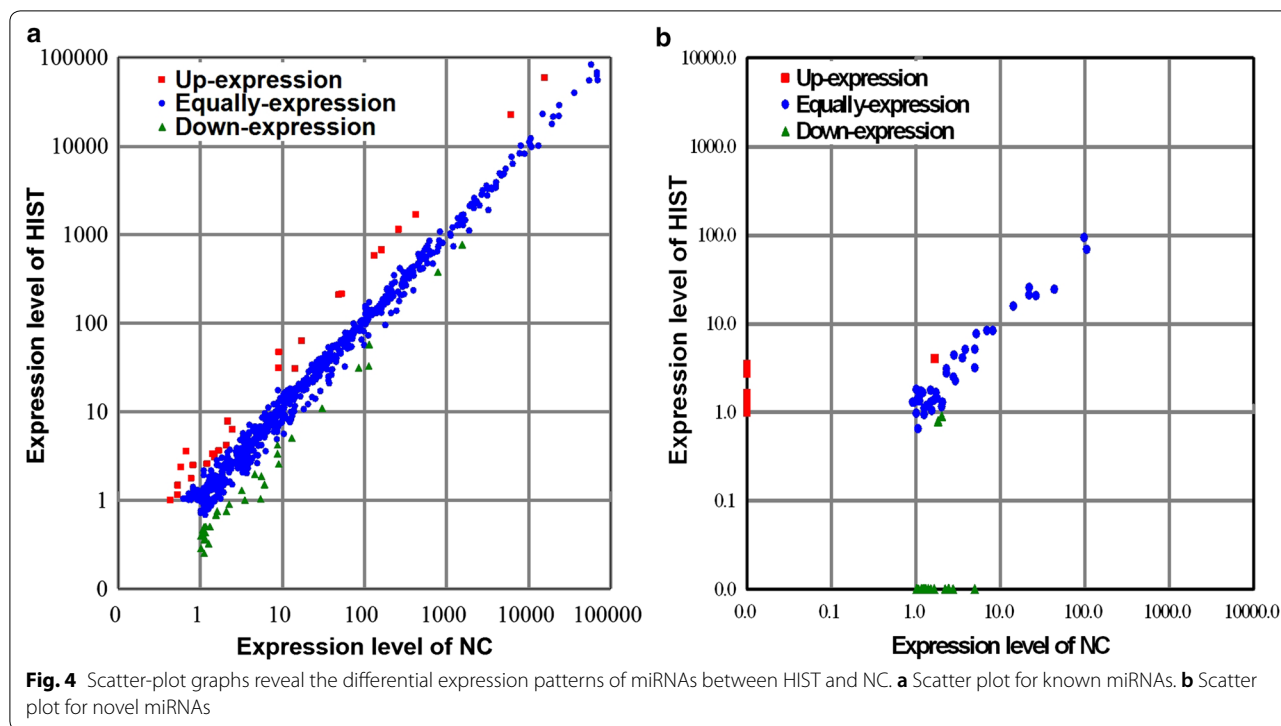 a
100000
10000
1000
100
10
1
0
Expression level of HIST
Up-expression
Equally-expression
Down-expression
0 1 10 100 1000 10000 100000
Expression level of NC
b
10000.0
1000.0
100.0
10.0
1.0
0.1
0.0
Expression level of HIST
Up-expression
Equally-expression
Down-expression
0.0 0.1 1.0 10.0 100.0 1000.0 10000.0
Expression level of NC
Fig. 4 Scatter-plot graphs reveal the differential expression patterns of miRNAs between HIST and NC. a Scatter plot for known miRNAs. b Scatter
plot for novel miRNAs